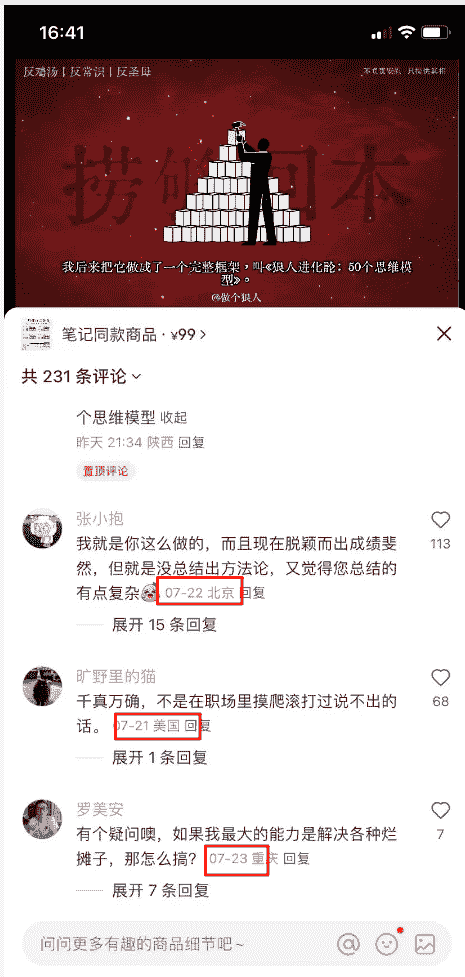 16:41
反鸡汤丨反常识丨反圣母
捞够回本
我后来把它做成了一个完整框架,叫《狠人进化论:50个思维模
型》。
@做个狠人
笔记同款商品 · ¥99 >
共 231 条评论
个思维模型 收起
昨天 21:34 陕西 回复
置顶评论
张小抱
我就是你这么做的,而且现在脱颖而出成绩斐
然,但就是没总结出方法论,又觉得您总结的
有点复杂 07-22 北京 回复
113
展开 15 条回复
旷野里的猫
千真万确,不是在职场里摸爬滚打过说不出的
话。 07-21 美国 回复
68
展开 1 条回复
罗美安
有个疑问噢,如果我最大的能力是解决各种烂
摊子,那怎么搞? 07-23 重庆 回复
7
展开 7 条回复
问问更多有趣的商品细节吧~